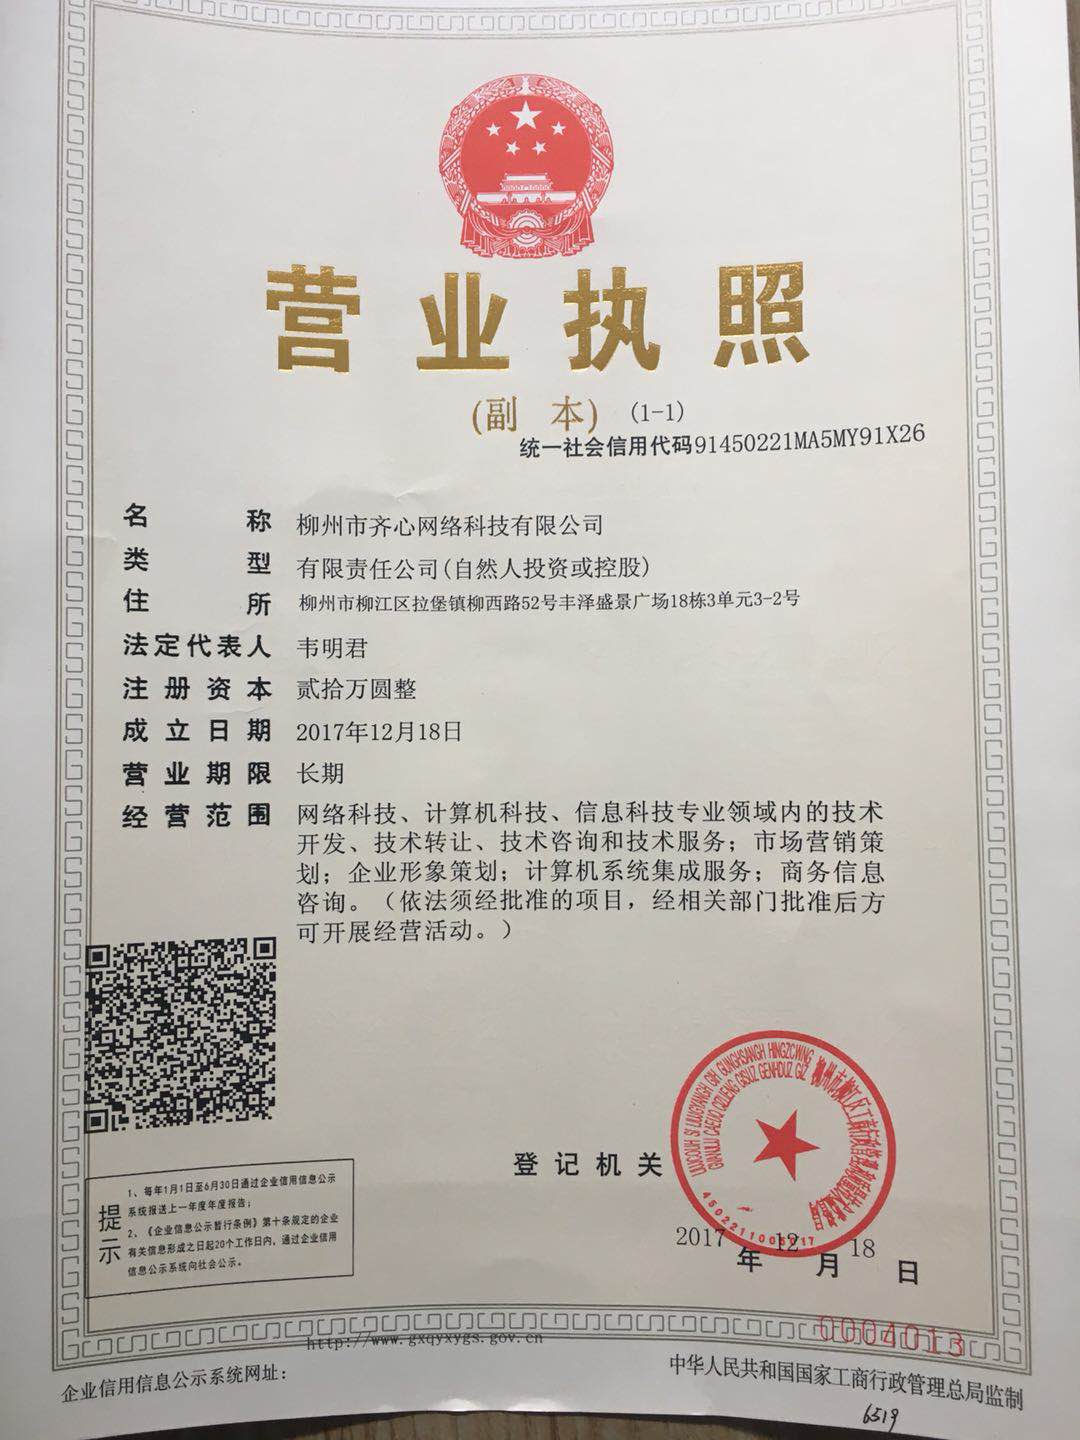 营业执照
(副 本) (1-1)
统一社会信用代码91450221MA5MY91X26
名 称 柳州市齐心网络科技有限公司
类 型 有限责任公司(自然人投资或控股)
住 所 柳州市柳江区拉堡镇柳西路52号丰泽盛景广场18栋3单元3-2号
法定代表人 韦明君
注册资本 贰拾万圆整
成立日期 2017年12月18日
营业期限 长期
经营范围 网络科技、计算机科技、信息科技专业领域内的技术
开发、技术转让、技术咨询和技术服务；市场营销策
划；企业形象策划；计算机系统集成服务；商务信息
咨询。（依法须经批准的项目，经相关部门批准后方
可开展经营活动。）
提示
1、每年1月1日至6月30日通过企业信用信息公示
系统报送上一年度年度报告；
2、《企业信息公示暂行条例》第十条规定的企业
有关信息形成之日起20个工作日内，通过企业信用
信息公示系统向社会公示。
登记机关
2017年12月18日
0004013
http://www.gxqyxygs.gov.cn
企业信用信息公示系统网址：
中华人民共和国国家工商行政管理总局监制
6519